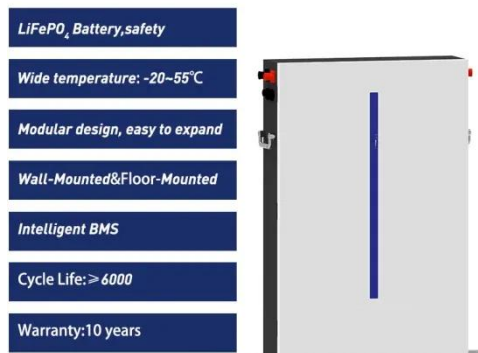 LiFePO₄ Battery,safety
Wide temperature: -20~55℃
Modular design, easy to expand
Wall-Mounted&Floor-Mounted
Intelligent BMS
Cycle Life:≥6000
Warranty:10 years